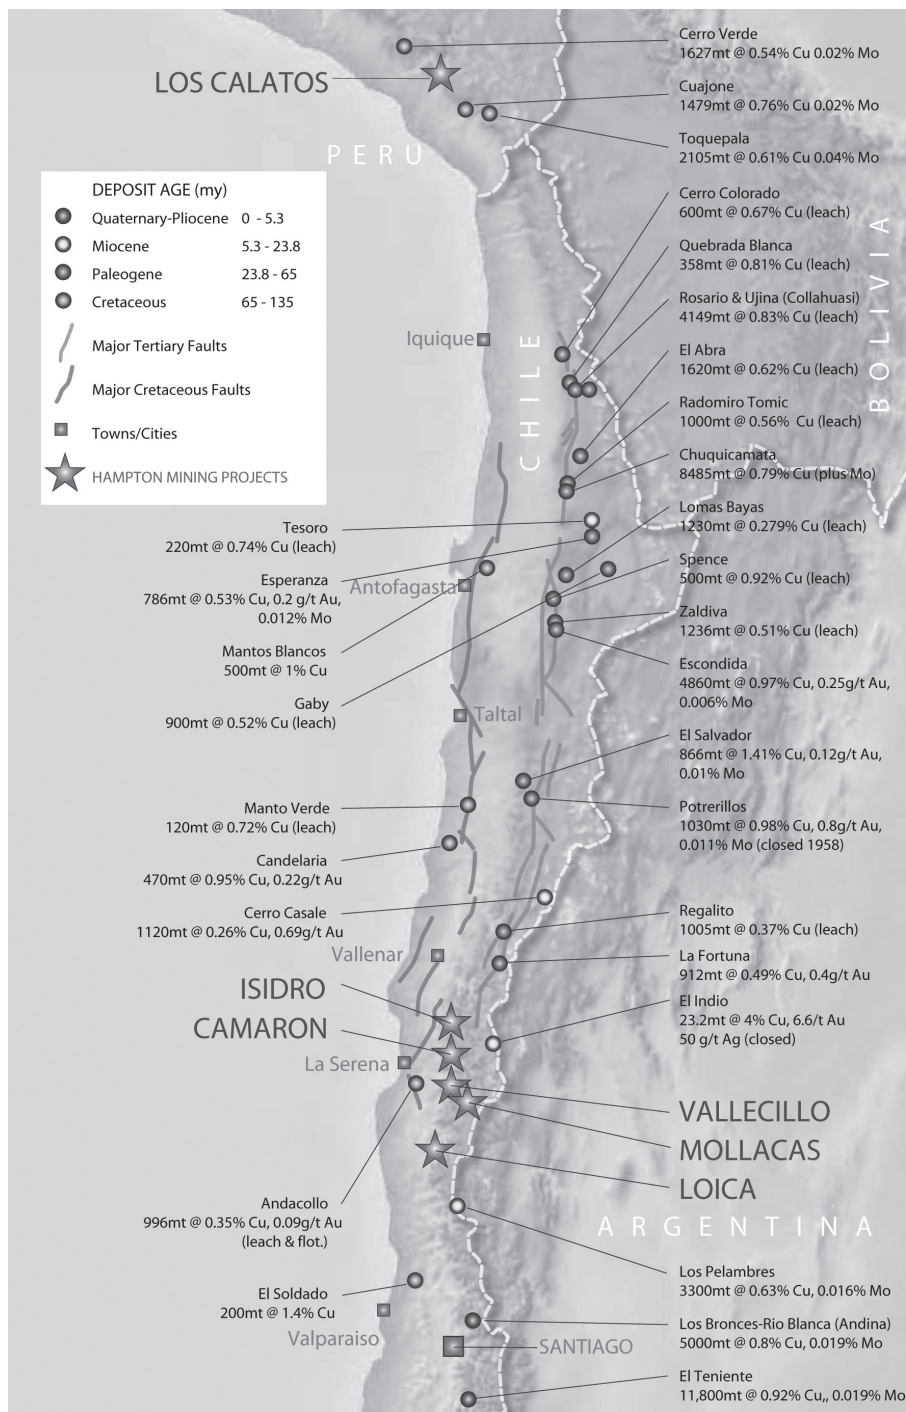 Cerro Verde
1627mt @ 0.54% Cu 0.02% Mo
LOS CALATOS
Cuajone
1479mt @ 0.76% Cu 0.02% Mo
Toquepala
2105mt @ 0.61% Cu 0.04% Mo
PERU
DEPOSIT AGE (my)
Quaternary-Pliocene 0 - 5.3
Miocene 5.3 - 23.8
Paleogene 23.8 - 65
Cretaceous 65 - 135
Major Tertiary Faults
Major Cretaceous Faults
Towns/Cities
HAMPTON MINING PROJECTS
Cerro Colorado
600mt @ 0.67% Cu (leach)
Quebrada Blanca
358mt @ 0.81% Cu (leach)
Rosario & Ujina (Collahuasi)
4149mt @ 0.83% Cu (leach)
BOLIVIA
Iquique
CHILE
El Abra
1620mt @ 0.62% Cu (leach)
Radomiro Tomic
1000mt @ 0.56% Cu (leach)
Chuquicamata
8485mt @ 0.79% Cu (plus Mo)
Lomas Bayas
1230mt @ 0.279% Cu (leach)
Tesoro
220mt @ 0.74% Cu (leach)
Spence
500mt @ 0.92% Cu (leach)
Esperanza
786mt @ 0.53% Cu, 0.2 g/t Au,
0.012% Mo
Antofagasta
Zaldiva
1236mt @ 0.51% Cu (leach)
Mantos Blancos
500mt @ 1% Cu
Escondida
4860mt @ 0.97% Cu, 0.25g/t Au,
0.006% Mo
Gaby
900mt @ 0.52% Cu (leach)
Taltal
El Salvador
866mt @ 1.41% Cu, 0.12g/t Au,
0.01% Mo
Manto Verde
120mt @ 0.72% Cu (leach)
Potrerillos
1030mt @ 0.98% Cu, 0.8g/t Au,
0.011% Mo (closed 1958)
Candelaria
470mt @ 0.95% Cu, 0.22g/t Au
Cerro Casale
1120mt @ 0.26% Cu, 0.69g/t Au
Regalito
1005mt @ 0.37% Cu (leach)
Vallenar
La Fortuna
912mt @ 0.49% Cu, 0.4g/t Au
ISIDRO
El Indio
23.2mt @ 4% Cu, 6.6/t Au
50 g/t Ag (closed)
CAMARON
La Serena
VALLECILLO
MOLLACAS
LOICA
Andacollo
996mt @ 0.35% Cu, 0.09g/t Au
(leach & flot.)
ARGENTINA
Los Pelambres
3300mt @ 0.63% Cu, 0.016% Mo
El Soldado
200mt @ 1.4% Cu
Los Bronces-Rio Blanca (Andina)
5000mt @ 0.8% Cu, 0.019% Mo
Valparaiso
SANTIAGO
El Teniente
11,800mt @ 0.92% Cu,, 0.019% Mo